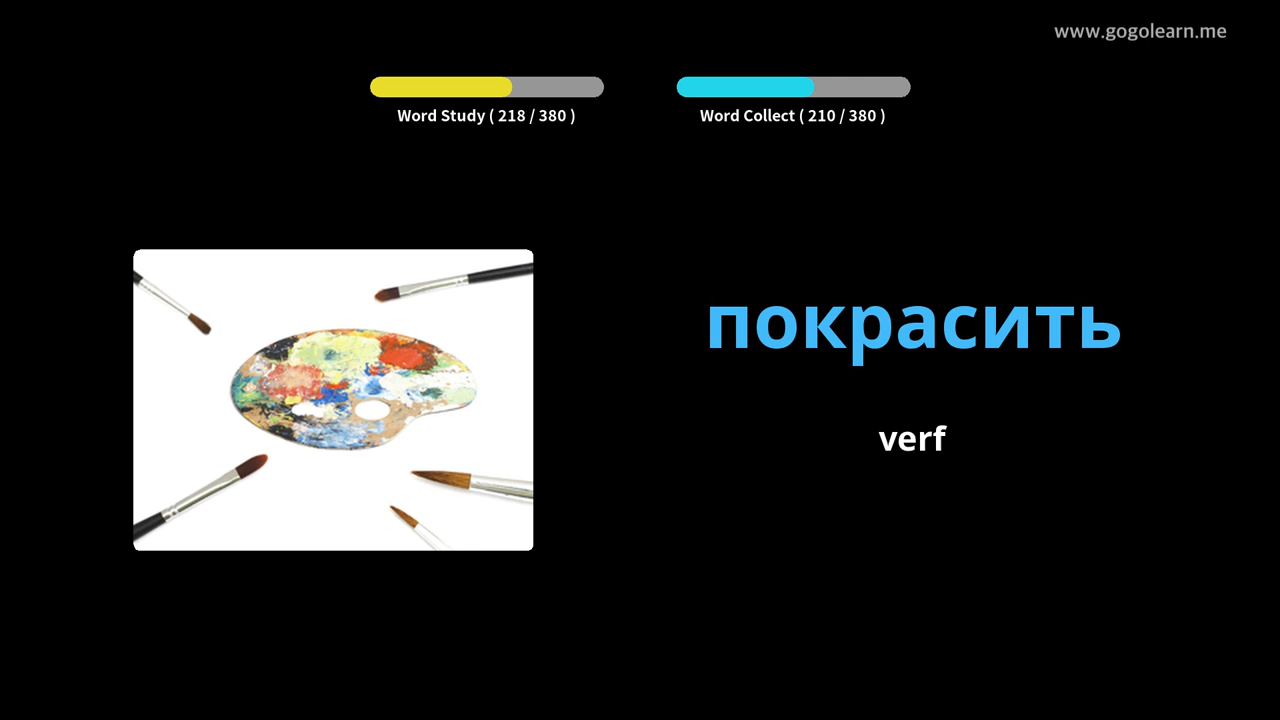 www.gogolearn.me
Word Study ( 218 / 380 )
Word Collect ( 210 / 380 )
покрасить
verf